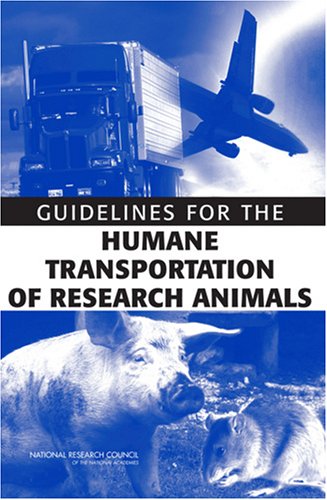 GUIDELINES FOR THE
HUMANE
TRANSPORTATION
OF RESEARCH ANIMALS
NATIONAL RESEARCH COUNCIL
OF THE NATIONAL ACADEMIES